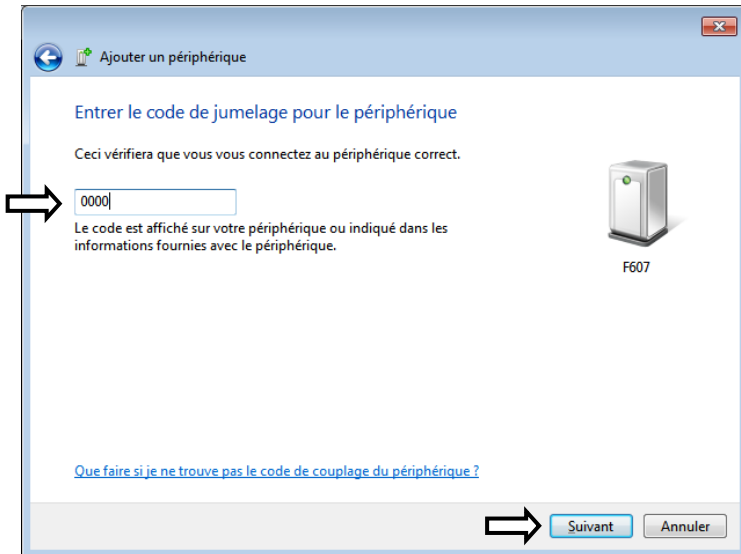 Ajouter un périphérique
Entrer le code de jumelage pour le périphérique
Ceci vérifiera que vous vous connectez au périphérique correct.
0000
Le code est affiché sur votre périphérique ou indiqué dans les
informations fournies avec le périphérique.
F607
Que faire si je ne trouve pas le code de couplage du périphérique ?
Suivant
Annuler